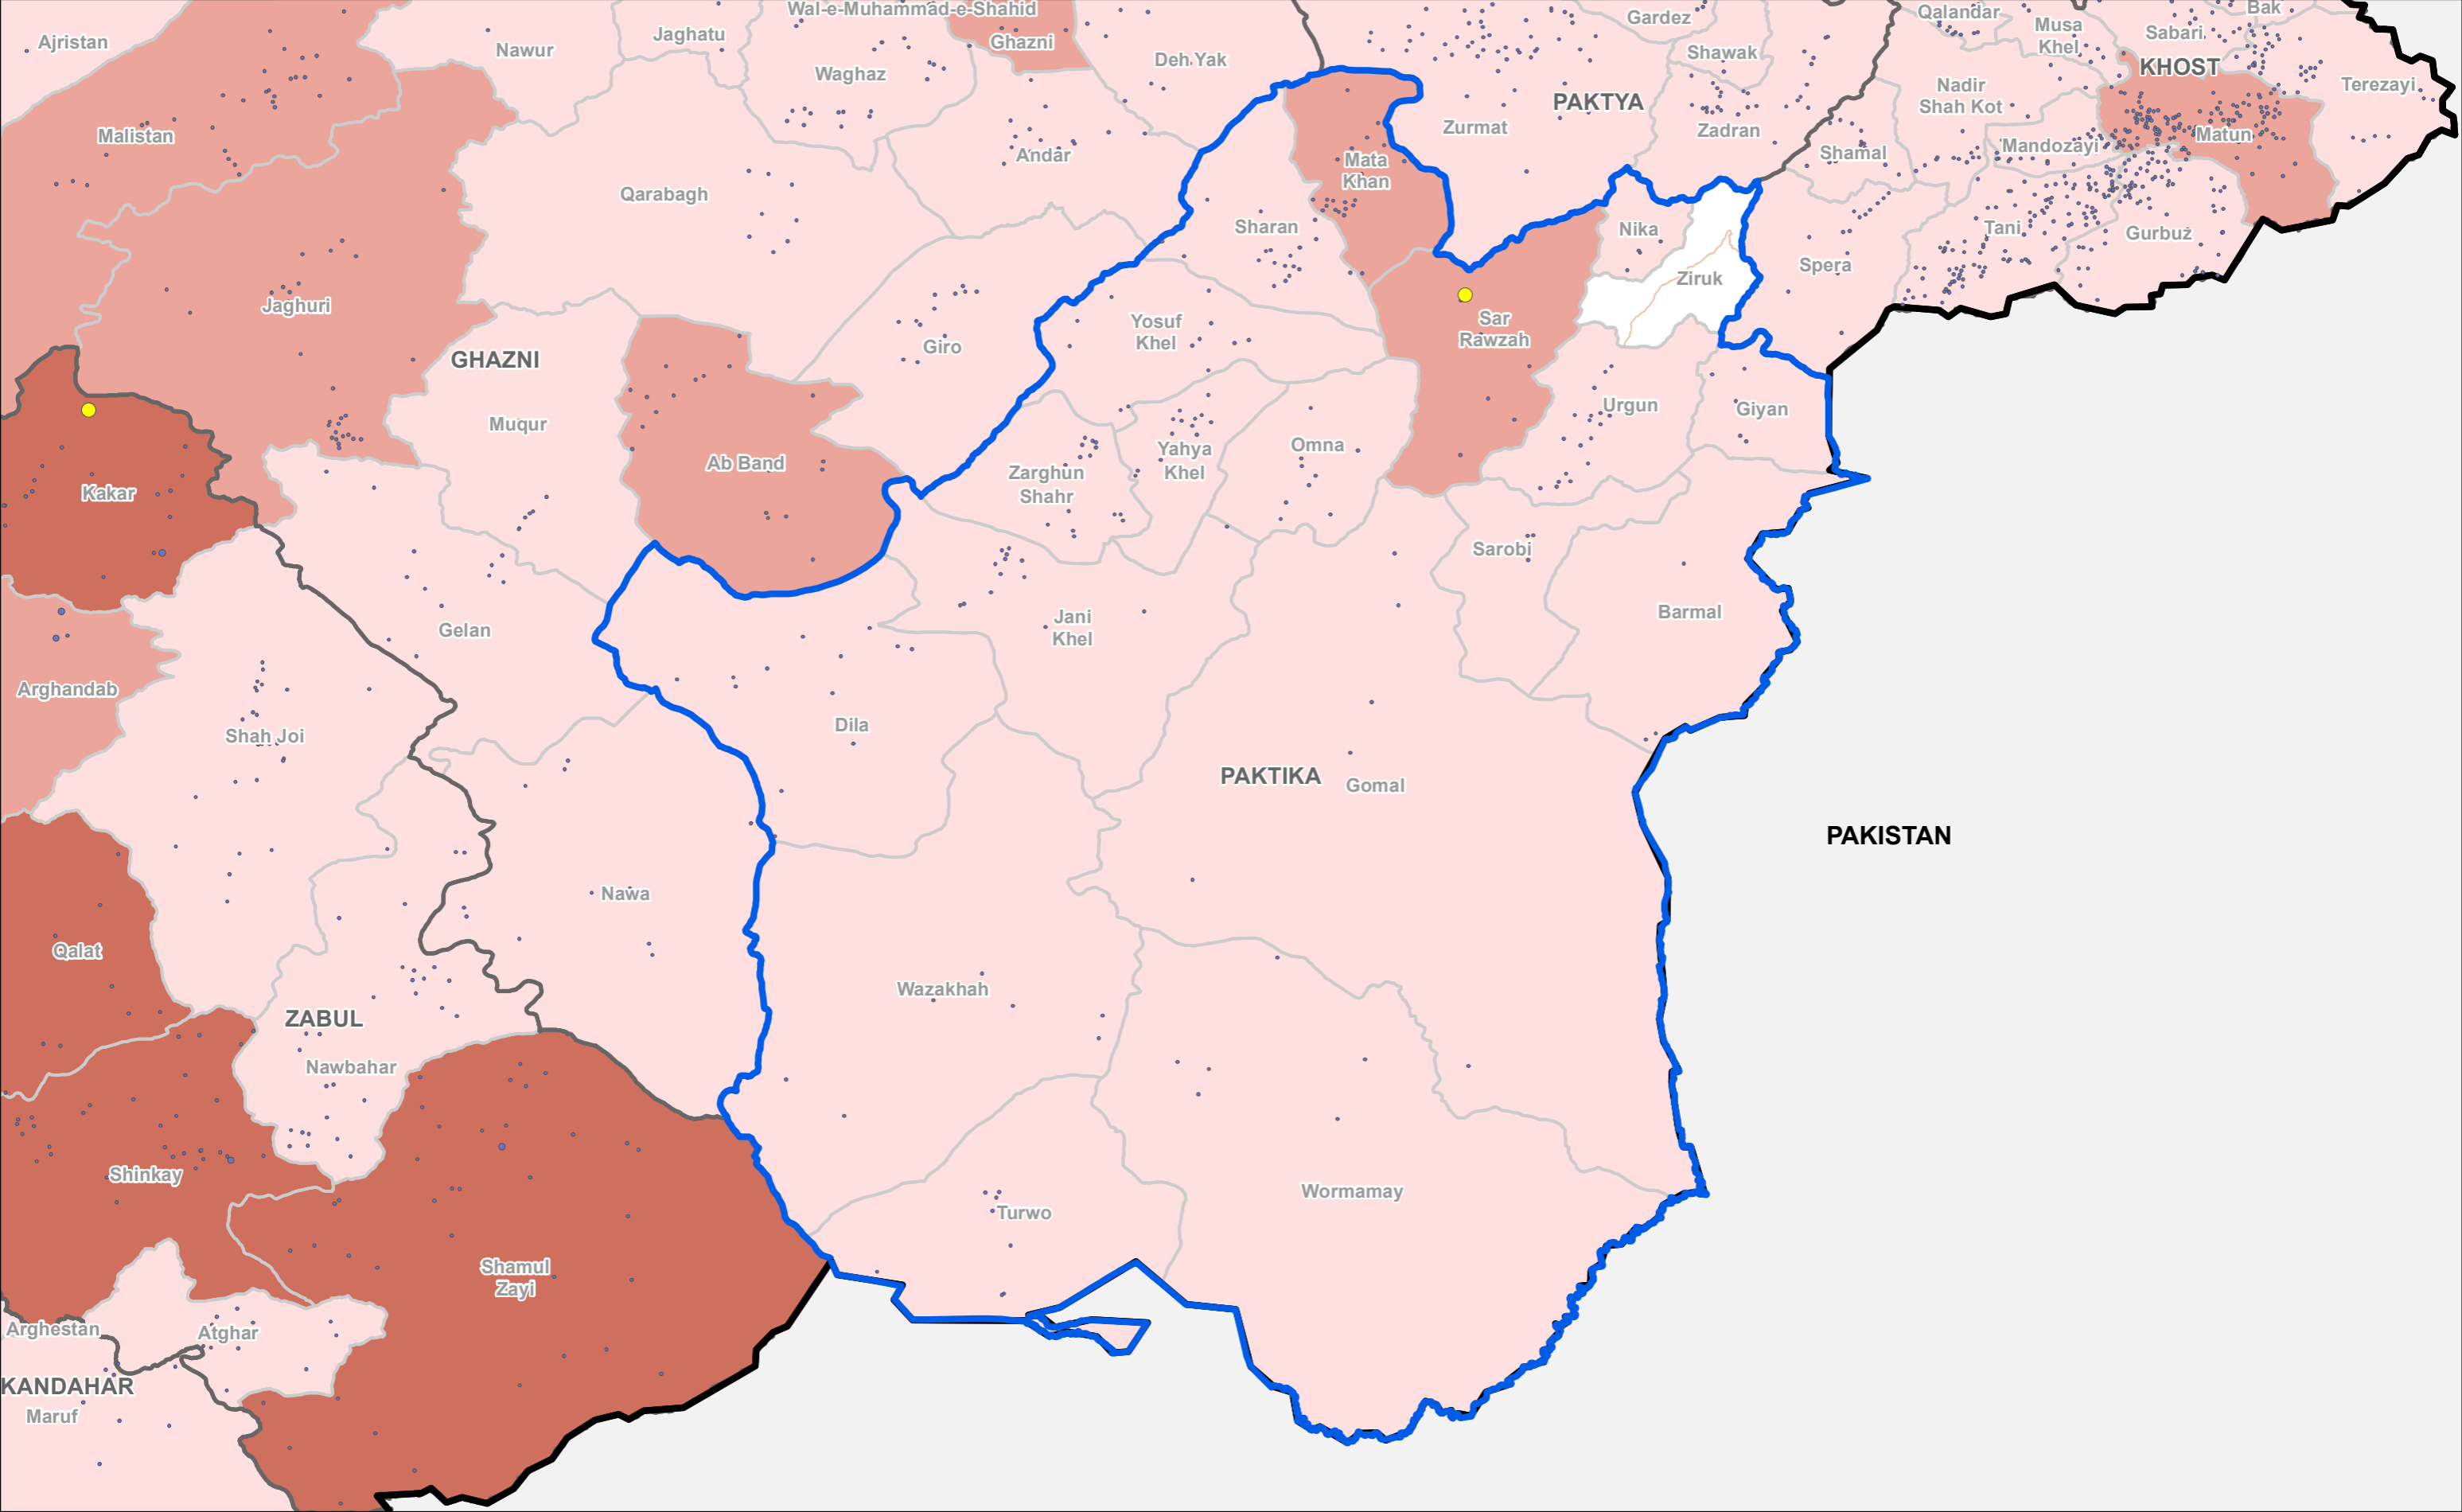 Wal-e-Muhammad-e-Shahid
Ajristan
Nawur
Jaghatu
Ghazni
Waghaz
Deh Yak
Gardez
Shawak
Qalandar
Musa
Khel
Sabari
Bak
KHOST
Terezayi
Malistan
PAKTYA
Zurmat
Zadran
Nadir
Shah Kot
Mandozayi
Matun
Shamal
Andar
Mata
Khan
Qarabagh
Sharan
Nika
Tani
Gurbuz
Spera
Ziruk
Jaghuri
Giro
Yosuf
Khel
Sar
Rawzah
GHAZNI
Muqur
Urgun
Giyan
Ab Band
Zarghun
Shahr
Yahya
Khel
Omna
Kakar
Sarobi
Barmal
Gelan
Jani
Khel
Arghandab
Shah Joi
Dila
PAKTIKA
Gomal
PAKISTAN
Nawa
Qalat
Wazakhah
ZABUL
Nawbahar
Shinkay
Wormamay
Turwo
Shamul
Zayi
Arghestan
Atghar
KANDAHAR
Maruf